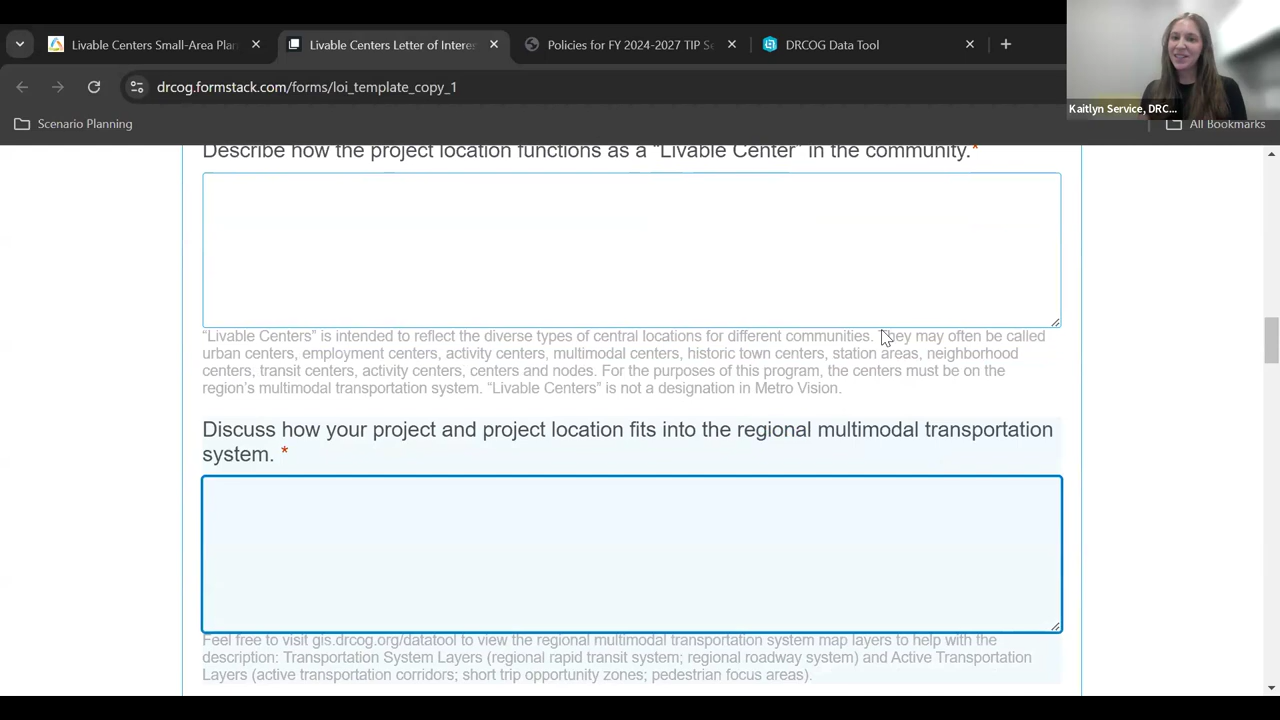 Livable Centers Small-Area Plan
Livable Centers Letter of Interes
Policies for FY 2024-2027 TIP Se
DRCOG Data Tool
drcog.formstack.com/forms/loi_template_copy_1
Kaitlyn Service, DRC...
Scenario Planning
All Bookmarks
Describe how the project location functions as a “Livable Center” in the community.*
“Livable Centers” is intended to reflect the diverse types of central locations for different communities. They may often be called
urban centers, employment centers, activity centers, multimodal centers, historic town centers, station areas, neighborhood
centers, transit centers, activity centers, centers and nodes. For the purposes of this program, the centers must be on the
region’s multimodal transportation system. “Livable Centers” is not a designation in Metro Vision.
Discuss how your project and project location fits into the regional multimodal transportation
system. *
Feel free to visit gis.drcog.org/datatool to view the regional multimodal transportation system map layers to help with the
description: Transportation System Layers (regional rapid transit system; regional roadway system) and Active Transportation
Layers (active transportation corridors; short trip opportunity zones; pedestrian focus areas).